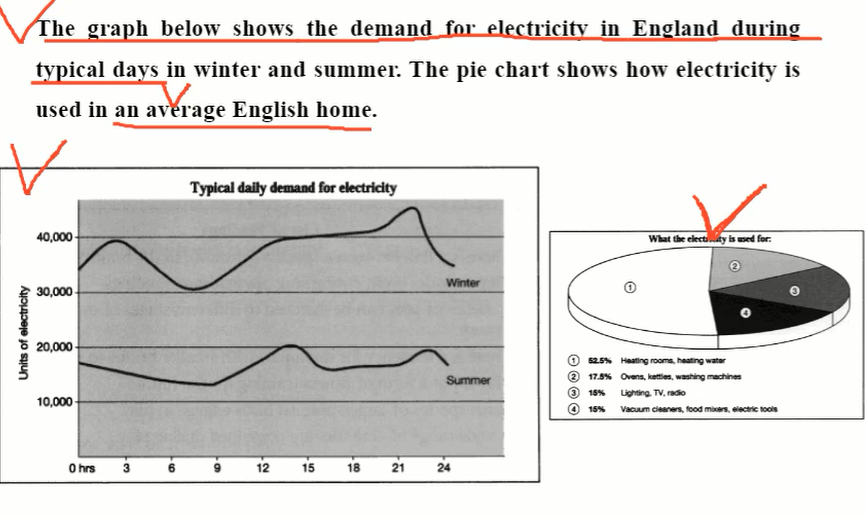 The graph below shows the demand for electricity in England during
typical days in winter and summer. The pie chart shows how electricity is
used in an average English home.
Typical daily demand for electricity
Units of electricity
40,000
30,000
20,000
10,000
Winter
Summer
0 hrs 3 6 9 12 15 18 21 24
What the electricity is used for:
1
2
3
4
1 52.5% Heating rooms, heating water
2 17.5% Ovens, kettles, washing machines
3 15% Lighting, TV, radio
4 15% Vacuum cleaners, food mixers, electric tools